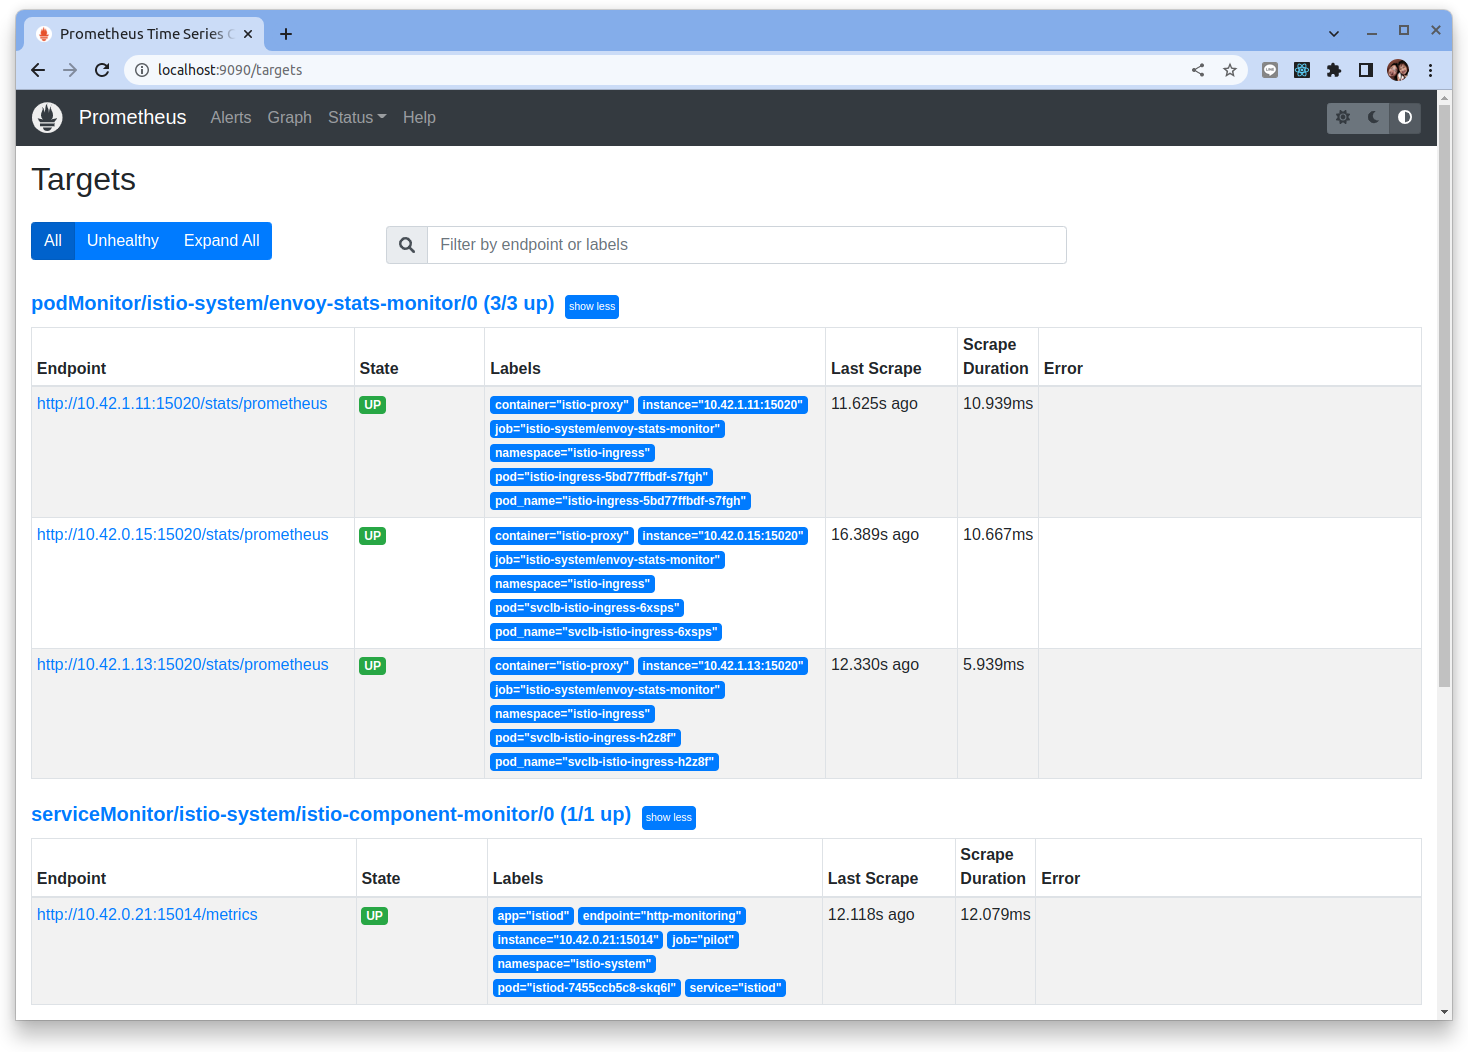 Prometheus Time Series C
localhost:9090/targets
Prometheus Alerts Graph Status Help
Targets
All Unhealthy Expand All Filter by endpoint or labels
podMonitor/istio-system/envoy-stats-monitor/0 (3/3 up) show less
Endpoint State Labels Last Scrape Scrape Duration Error
http://10.42.1.11:15020/stats/prometheus UP container="istio-proxy" instance="10.42.1.11:15020" 11.625s ago 10.939ms
job="istio-system/envoy-stats-monitor"
namespace="istio-ingress"
pod="istio-ingress-5bd77ffbdf-s7fgh"
pod_name="istio-ingress-5bd77ffbdf-s7fgh"
http://10.42.0.15:15020/stats/prometheus UP container="istio-proxy" instance="10.42.0.15:15020" 16.389s ago 10.667ms
job="istio-system/envoy-stats-monitor"
namespace="istio-ingress"
pod="svclb-istio-ingress-6xsps"
pod_name="svclb-istio-ingress-6xsps"
http://10.42.1.13:15020/stats/prometheus UP container="istio-proxy" instance="10.42.1.13:15020" 12.330s ago 5.939ms
job="istio-system/envoy-stats-monitor"
namespace="istio-ingress"
pod="svclb-istio-ingress-h2z8f"
pod_name="svclb-istio-ingress-h2z8f"
serviceMonitor/istio-system/istio-component-monitor/0 (1/1 up) show less
Endpoint State Labels Last Scrape Scrape Duration Error
http://10.42.0.21:15014/metrics UP app="istiod" endpoint="http-monitoring" 12.118s ago 12.079ms
instance="10.42.0.21:15014" job="pilot"
namespace="istio-system"
pod="istiod-7455ccb5c8-skq6l" service="istiod"